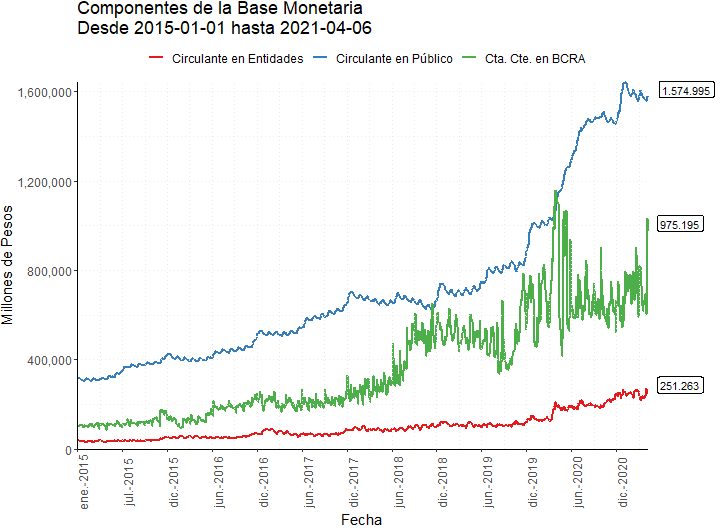 Componentes de la Base Monetaria
Desde 2015-01-01 hasta 2021-04-06
Circulante en Entidades
Circulante en Público
Cta. Cte. en BCRA
Millones de Pesos
1,600,000
1,200,000
800,000
400,000
0
1.574.995
975.195
251.263
ene.-2015
jul.-2015
dic.-2015
jun.-2016
dic.-2016
jun.-2017
dic.-2017
jun.-2018
dic.-2018
jun.-2019
dic.-2019
jun.-2020
dic.-2020
Fecha